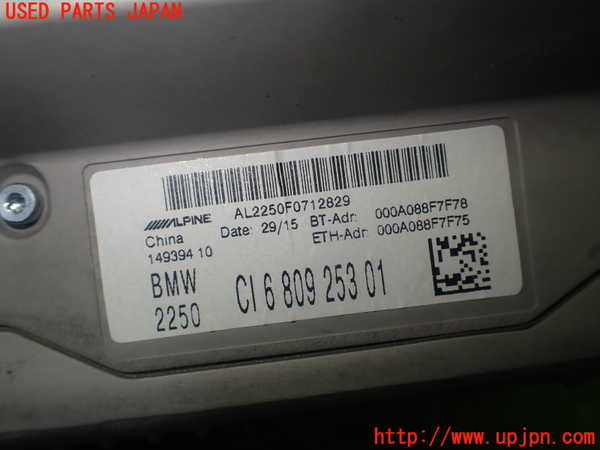 USED PARTS JAPAN
AL2250F0712829
ALPINE Date: 29/15 BT-Adr: 000A088F7F78
China ETH-Adr: 000A088F7F75
149394 10
BMW CI 6 809 253 01
2250
http://www.upjpn.com/